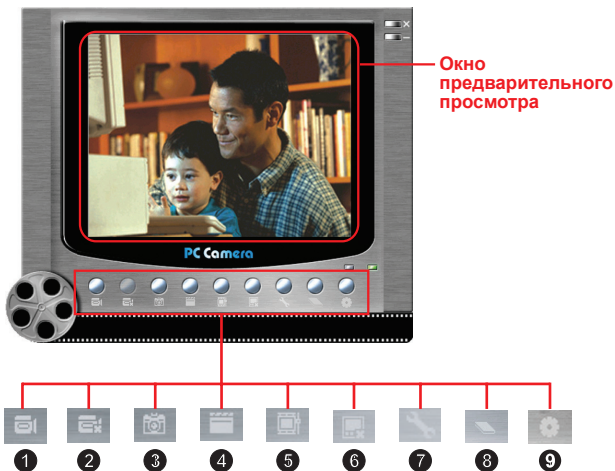 Окно
предварительного
просмотра
PC Camera
1 2 3 4 5 6 7 8 9